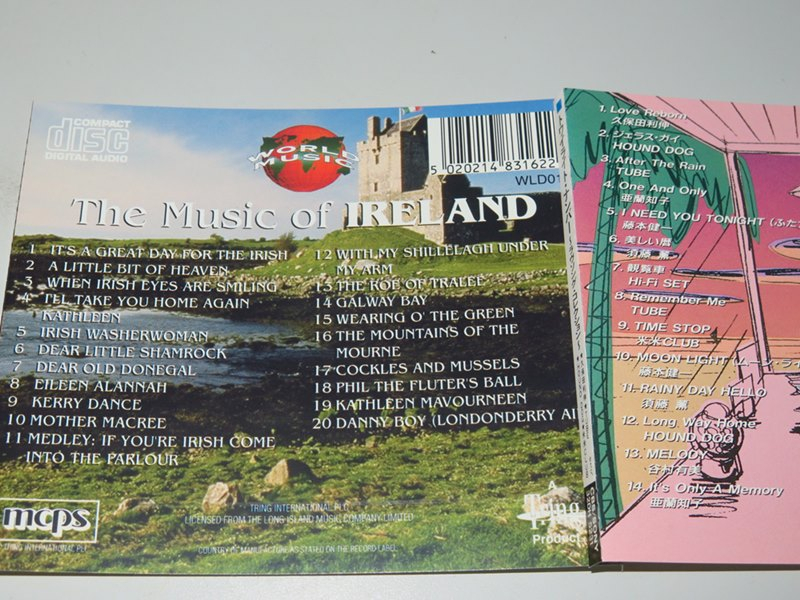 COMPACT
disc
DIGITAL AUDIO
WORLD
MUSIC
5 020214 831622
WLD01
The Music of IRELAND
1 IT'S A GREAT DAY FOR THE IRISH
2 A LITTLE BIT OF HEAVEN
3 WHEN IRISH EYES ARE SMILING
4 I'LL TAKE YOU HOME AGAIN
KATHLEEN
5 IRISH WASHERWOMAN
6 DEAR LITTLE SHAMROCK
7 DEAR OLD DONEGAL
8 EILEEN ALANNAH
9 KERRY DANCE
10 MOTHER MACREE
11 MEDLEY: IF YOU'RE IRISH COME
INTO THE PARLOUR
12 WITH MY SHILLELAGH UNDER
MY ARM
13 THE ROE OF TRALEE
14 GALWAY BAY
15 WEARING O' THE GREEN
16 THE MOUNTAINS OF THE
MOURNE
17 COCKLES AND MUSSELS
18 PHIL THE FLUTER'S BALL
19 KATHLEEN MAVOURNEEN
20 DANNY BOY (LONDONDERRY AI
mcps
TRING INTERNATIONAL PLC
TRING INTERNATIONAL PLC
LICENSED FROM THE LONG ISLAND MUSIC COMPANY LIMITED
COUNTRY OF MANUFACTURE AS STATED ON THE RECORD LABEL
A
Tring
Product
1. Love Reborn
久保田利伸
2. ジェラス・ガイ
HOUND DOG
3. After The Rain
TUBE
4. One And Only
亜蘭知子
5. I NEED YOU TONIGHT (ふたり
藤本健一
6. 美しい暦
須藤 薫
7. 観覧車
Hi-Fi SET
8. Remember Me
TUBE
9. TIME STOP
米米CLUB
10. MOON LIGHT (ムーン・ライ
藤本健一
11. RAINY DAY HELLO
須藤 薫
12. Long Way Home
HOUND DOG
13. MELODY
谷村有美
14. It's Only A Memory
亜蘭知子